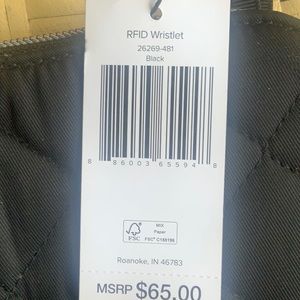 RFID Wristlet
26269-481
Black
8 86003 65594 8
FSC
MIX
Paper
FSC® C155196
Roanoke, IN 46783
MSRP $65.00